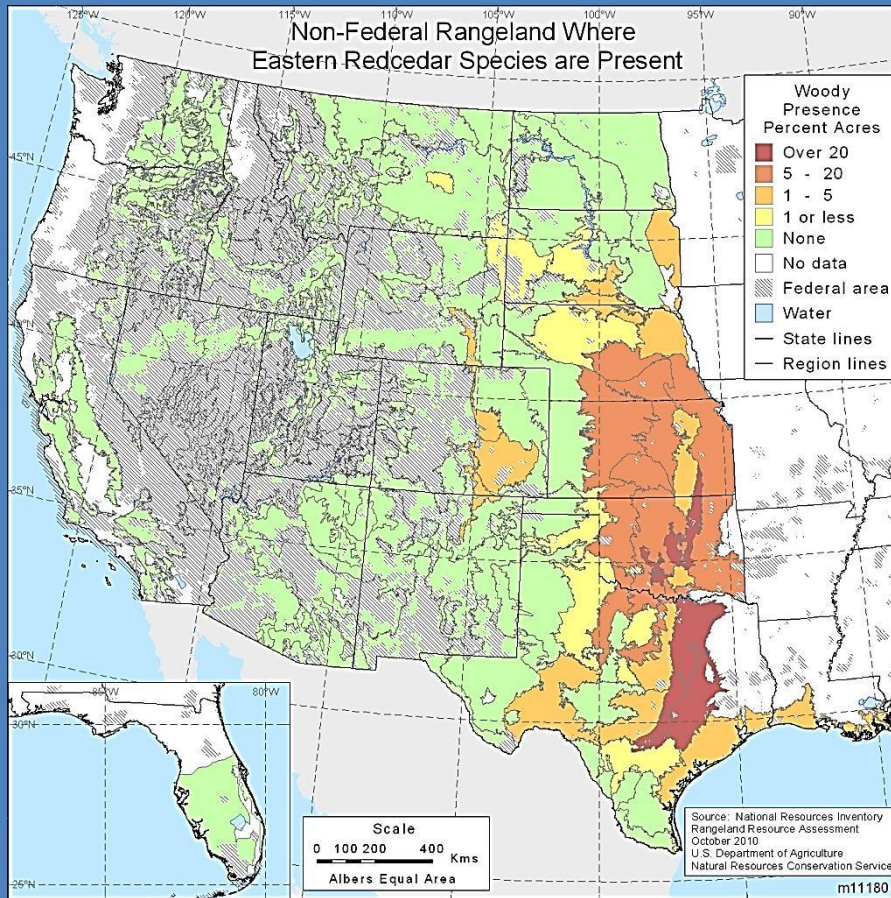 Non-Federal Rangeland Where
Eastern Redcedar Species are Present
125°W
120°W
115°W
110°W
105°W
100°W
95°W
90°W
45°N
40°N
35°N
30°N
25°N
85°W
80°W
30°N
25°N
Woody
Presence
Percent Acres
Over 20
5 - 20
1 - 5
1 or less
None
No data
Federal area
Water
State lines
Region lines
Scale
0 100 200 400
Kms
Albers Equal Area
Source: National Resources Inventory
Rangeland Resource Assessment
October 2010
U.S. Department of Agriculture
Natural Resources Conservation Service
m11180